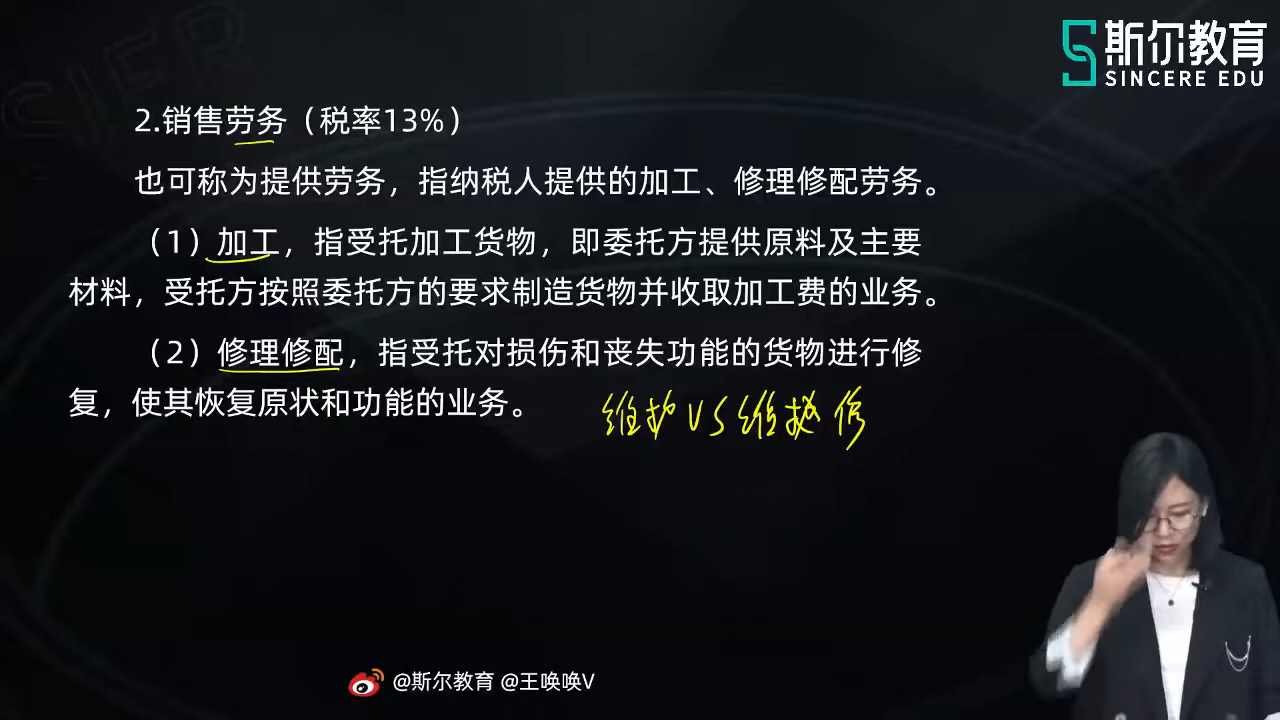 斯尔教育
SINCERE EDU
2.销售劳务（税率13%）
也可称为提供劳务，指纳税人提供的加工、修理修配劳务。
（1）加工，指受托加工货物，即委托方提供原料及主要
材料，受托方按照委托方的要求制造货物并收取加工费的业务。
（2）修理修配，指受托对损伤和丧失功能的货物进行修
复，使其恢复原状和功能的业务。
维护 VS 维
@斯尔教育 @王唤唤V